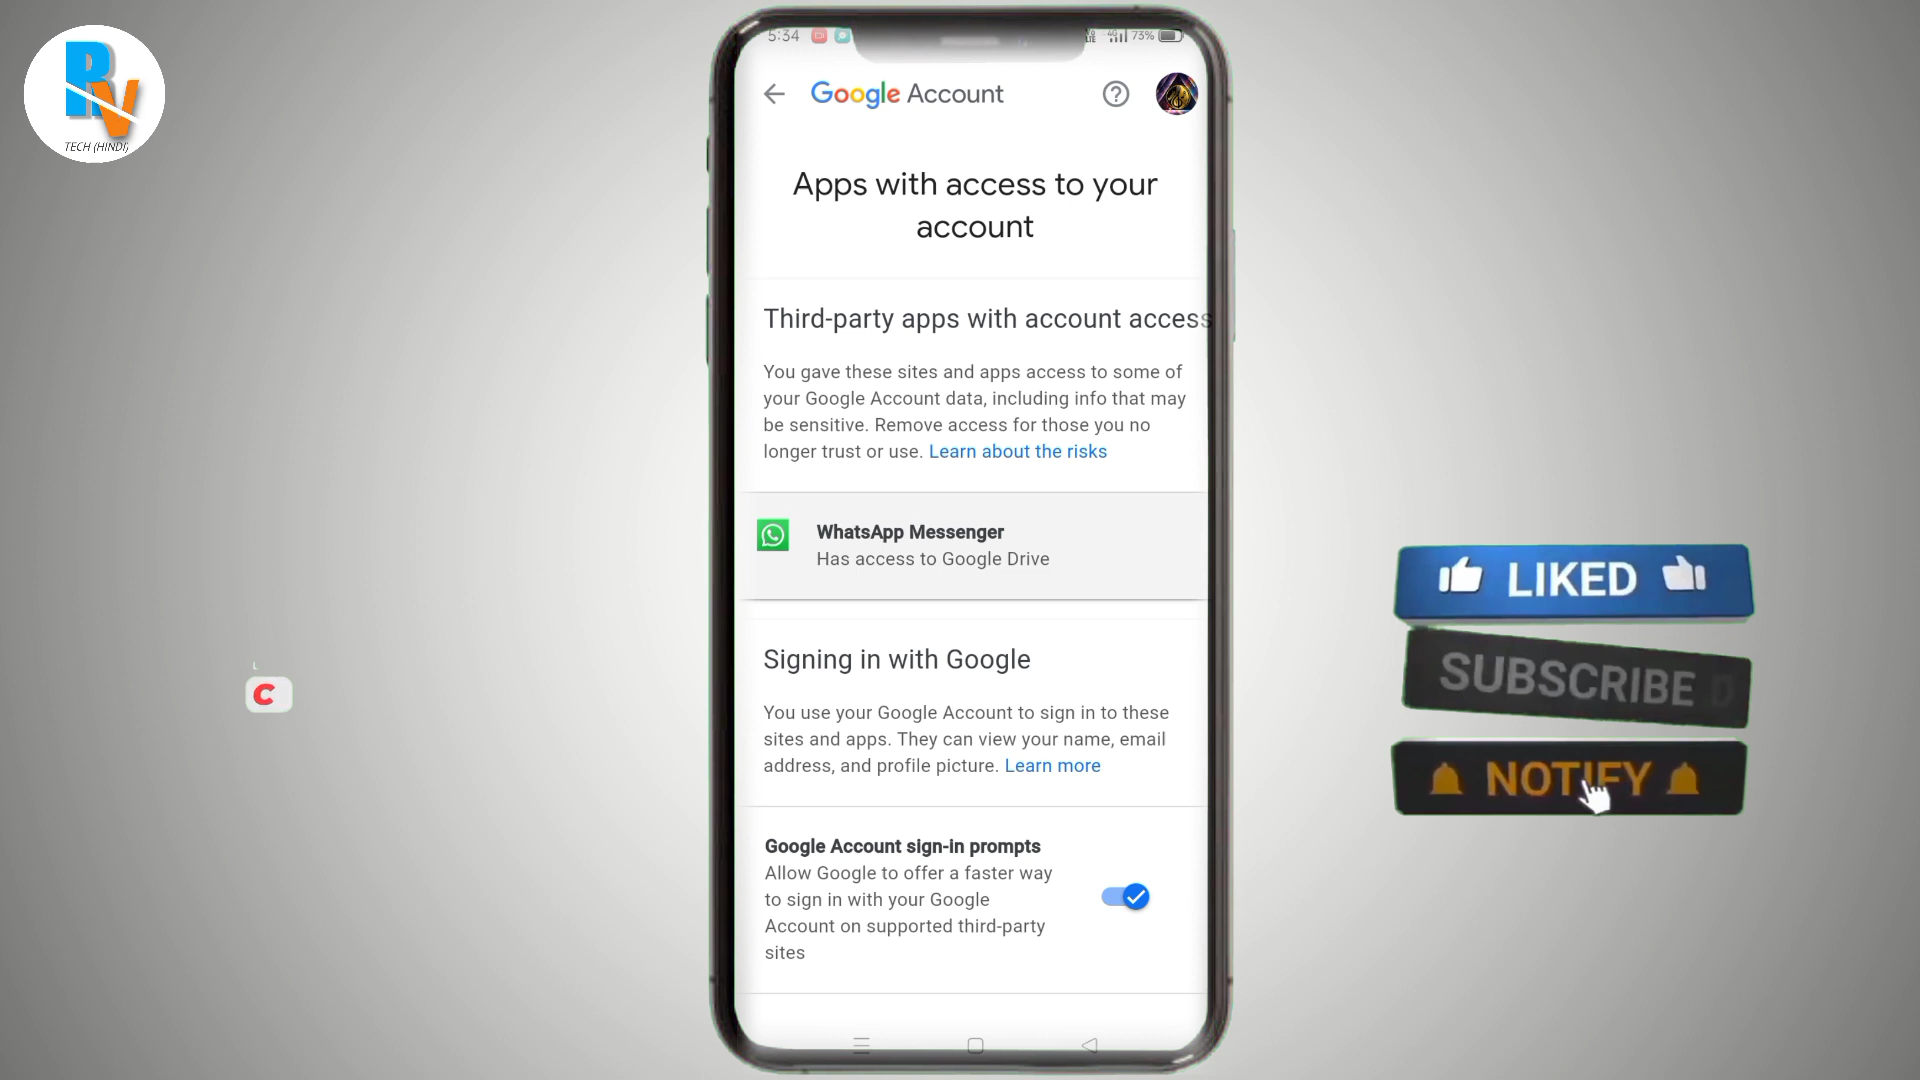 RV
TECH (HINDI)
5:34
73%
Google Account
Apps with access to your
account
Third-party apps with account access
You gave these sites and apps access to some of
your Google Account data, including info that may
be sensitive. Remove access for those you no
longer trust or use. Learn about the risks
WhatsApp Messenger
Has access to Google Drive
Signing in with Google
You use your Google Account to sign in to these
sites and apps. They can view your name, email
address, and profile picture. Learn more
Google Account sign-in prompts
Allow Google to offer a faster way
to sign in with your Google
Account on supported third-party
sites
L
C
LIKED
SUBSCRIBE D
NOTIFY